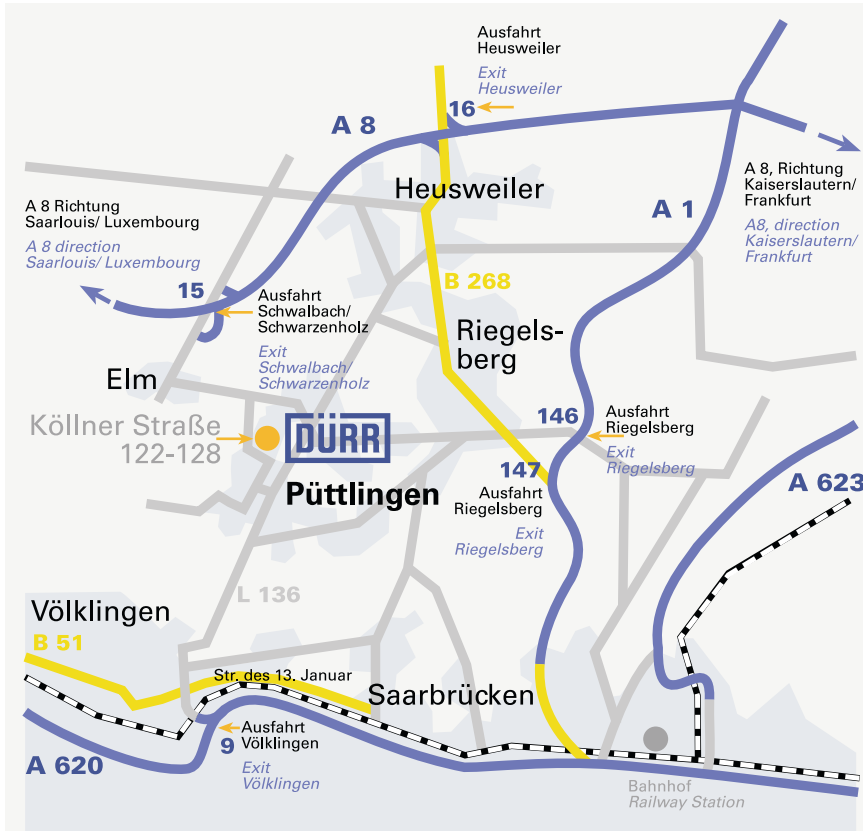 Ausfahrt
Heusweiler
Exit
Heusweiler
16
A 8
Heusweiler
A 8, Richtung
Kaiserslautern/
Frankfurt
A8, direction
Kaiserslautern/
Frankfurt
A 1
A 8 Richtung
Saarlouis/ Luxembourg
A 8 direction
Saarlouis/ Luxembourg
15
Ausfahrt
Schwalbach/
Schwarzenholz
Exit
Schwalbach/
Schwarzenholz
B 268
Riegels-
berg
Elm
Köllner Straße
122-128
DÜRR
Püttlingen
146
Ausfahrt
Riegelsberg
Exit
Riegelsberg
147
Ausfahrt
Riegelsberg
Exit
Riegelsberg
A 623
L 136
Völklingen
B 51
Str. des 13. Januar
Saarbrücken
9
Ausfahrt
Völklingen
Exit
Völklingen
A 620
Bahnhof
Railway Station